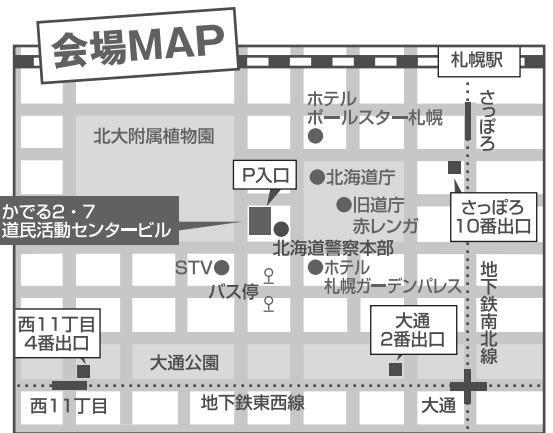 会場MAP
札幌駅
ホテル
ポールスター札幌
さっぽろ
北大附属植物園
P入口
北海道庁
旧道庁
赤レンガ
さっぽろ
10番出口
かでる2・7
道民活動センタービル
北海道警察本部
STV
バス停
ホテル
札幌ガーデンパレス
地下鉄南北線
西11丁目
4番出口
大通
2番出口
大通公園
西11丁目
地下鉄東西線
大通